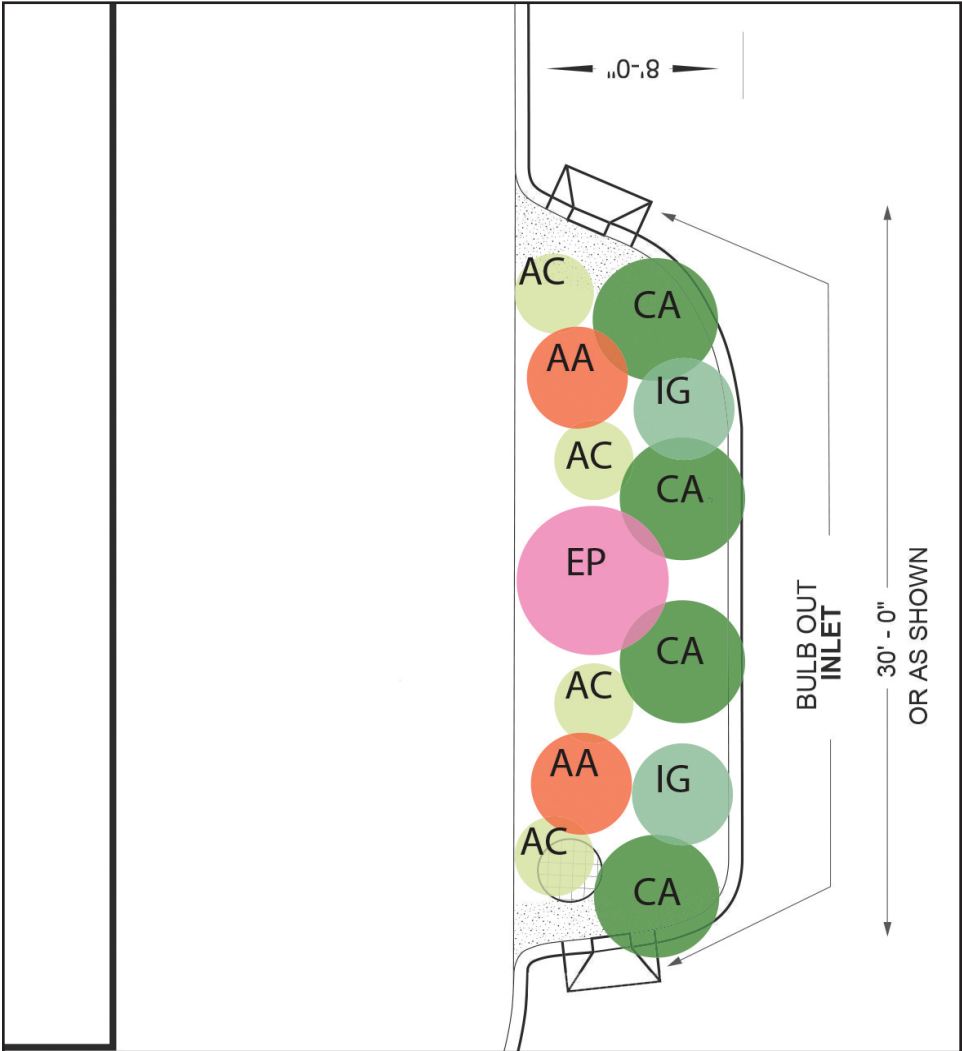 8'-0"
AC
CA
AA
IG
AC
CA
EP
CA
AC
AA
IG
AC
CA
BULB OUT
INLET
30' - 0"
OR AS SHOWN